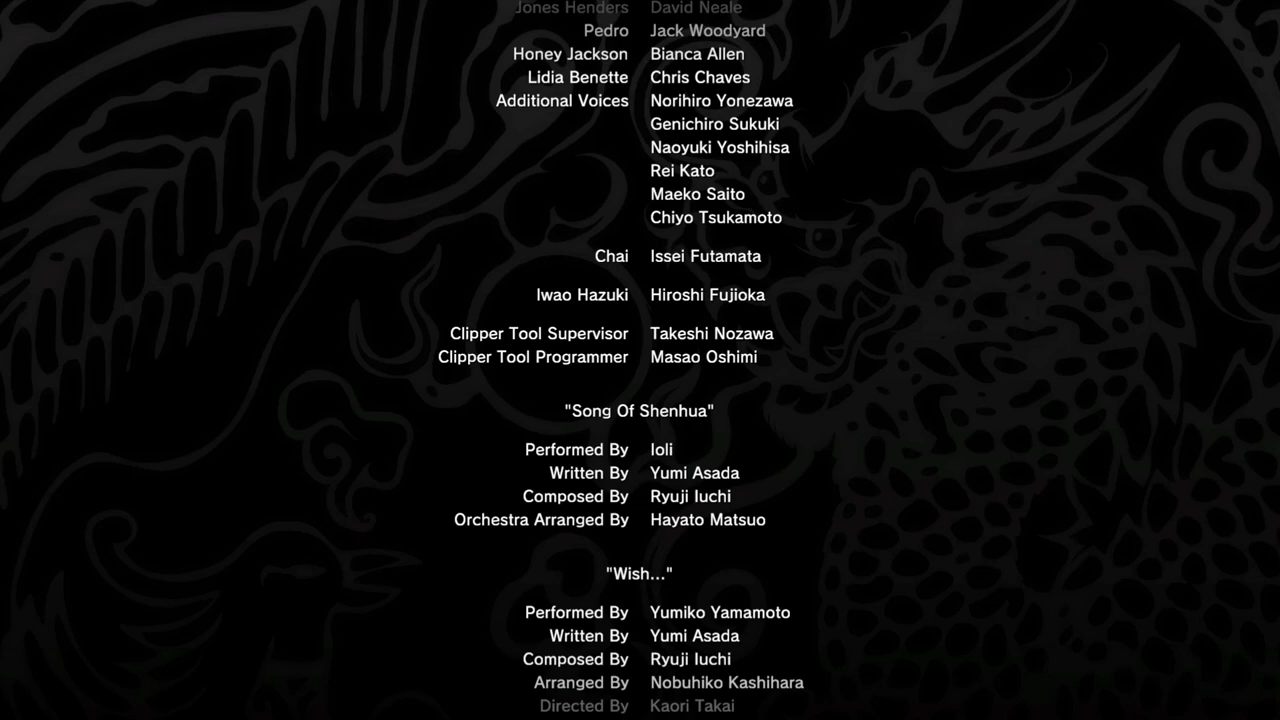 Jones Henders David Neale
Pedro Jack Woodyard
Honey Jackson Bianca Allen
Lidia Benette Chris Chaves
Additional Voices Norihiro Yonezawa
Genichiro Sukuki
Naoyuki Yoshihisa
Rei Kato
Maeko Saito
Chiyo Tsukamoto
Chai Issei Futamata
Iwao Hazuki Hiroshi Fujioka
Clipper Tool Supervisor Takeshi Nozawa
Clipper Tool Programmer Masao Oshimi
"Song Of Shenhua"
Performed By Ioli
Written By Yumi Asada
Composed By Ryuji Iuchi
Orchestra Arranged By Hayato Matsuo
"Wish..."
Performed By Yumiko Yamamoto
Written By Yumi Asada
Composed By Ryuji Iuchi
Arranged By Nobuhiko Kashihara
Directed By Kaori Takai